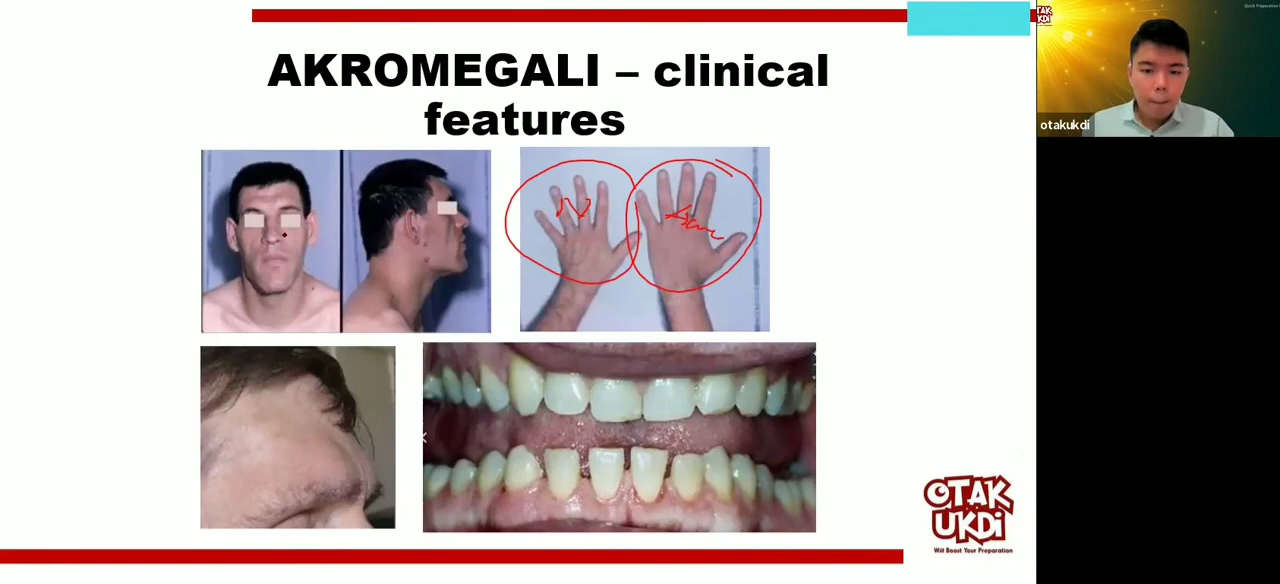 AKROMEGALI – clinical
features
N
OTAK
UKDi
Will Boost Your Preparation
otakukdi